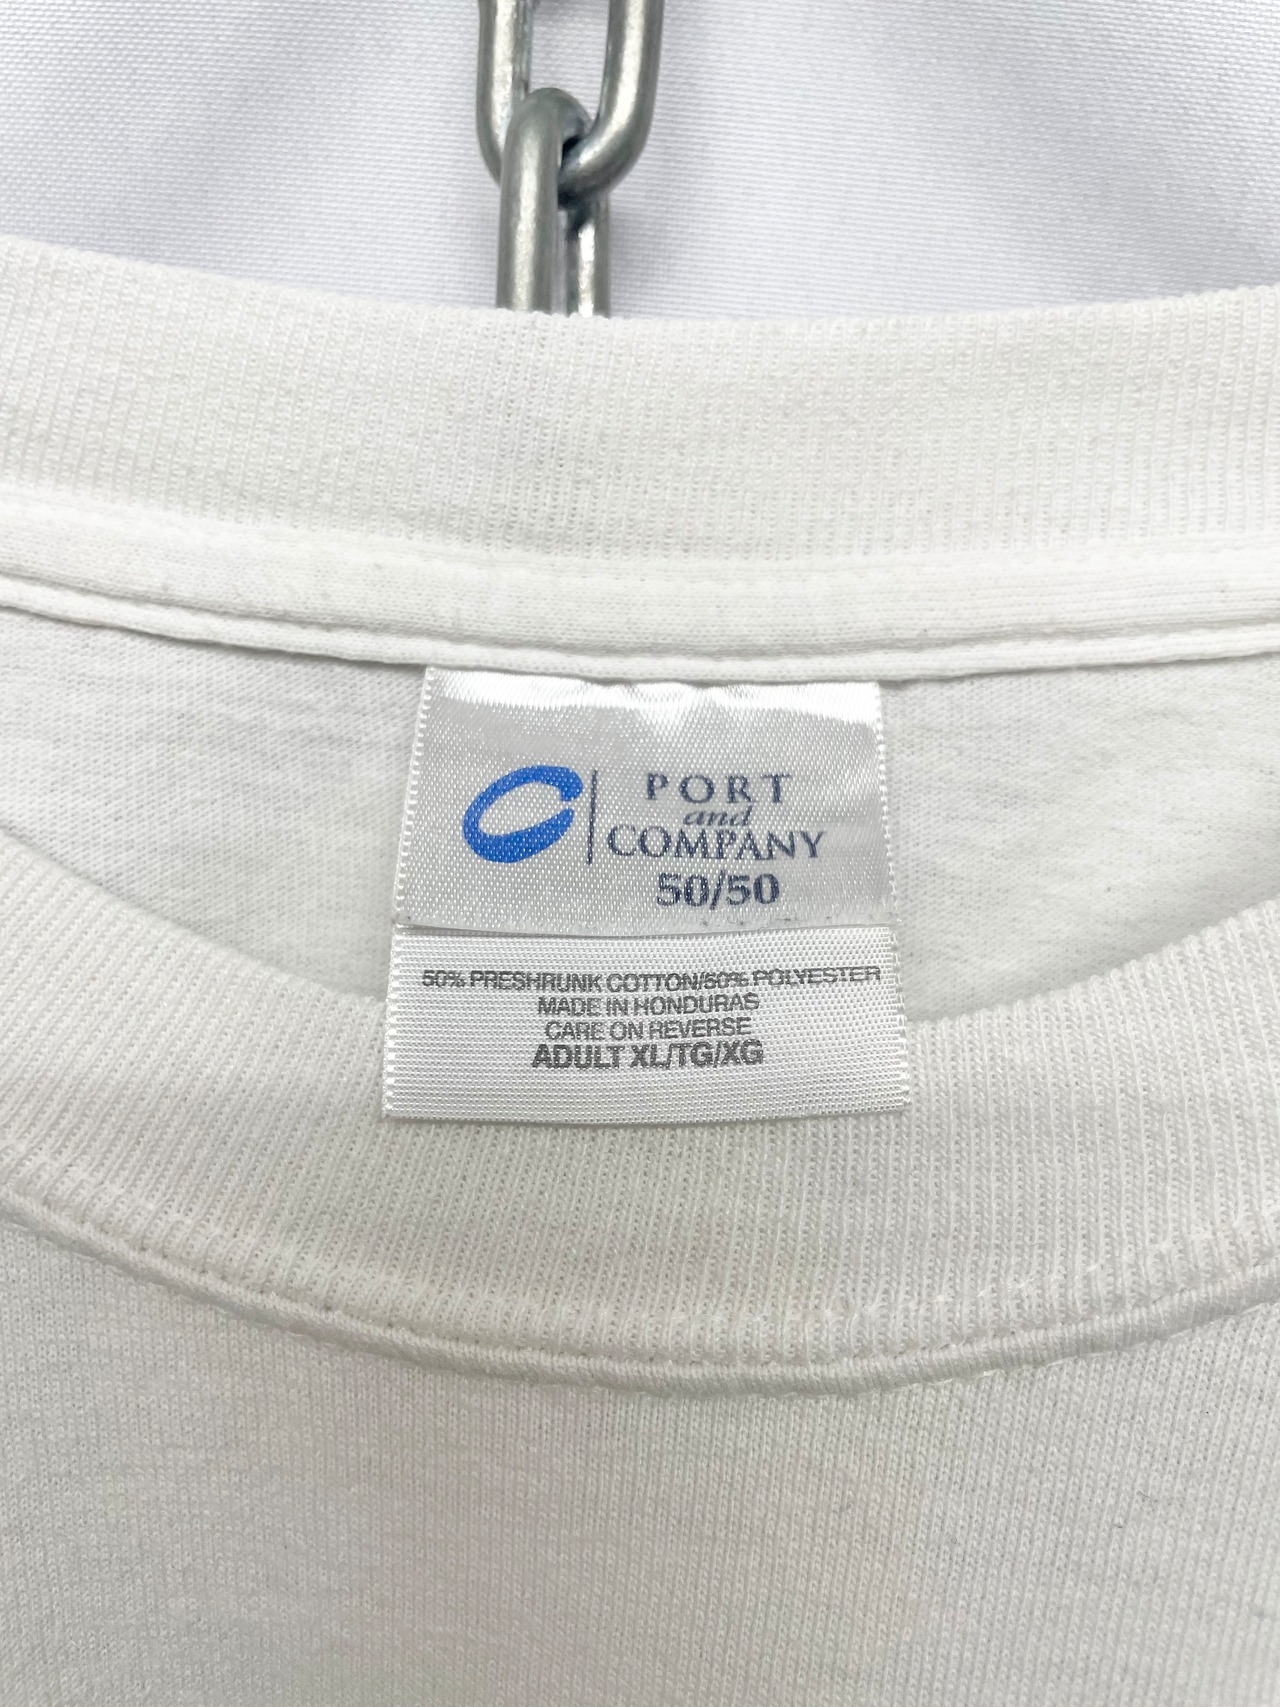 PORT
and
COMPANY
50/50
50% PRESHRUNK COTTON/50% POLYESTER
MADE IN HONDURAS
CARE ON REVERSE
ADULT XL/TG/XG